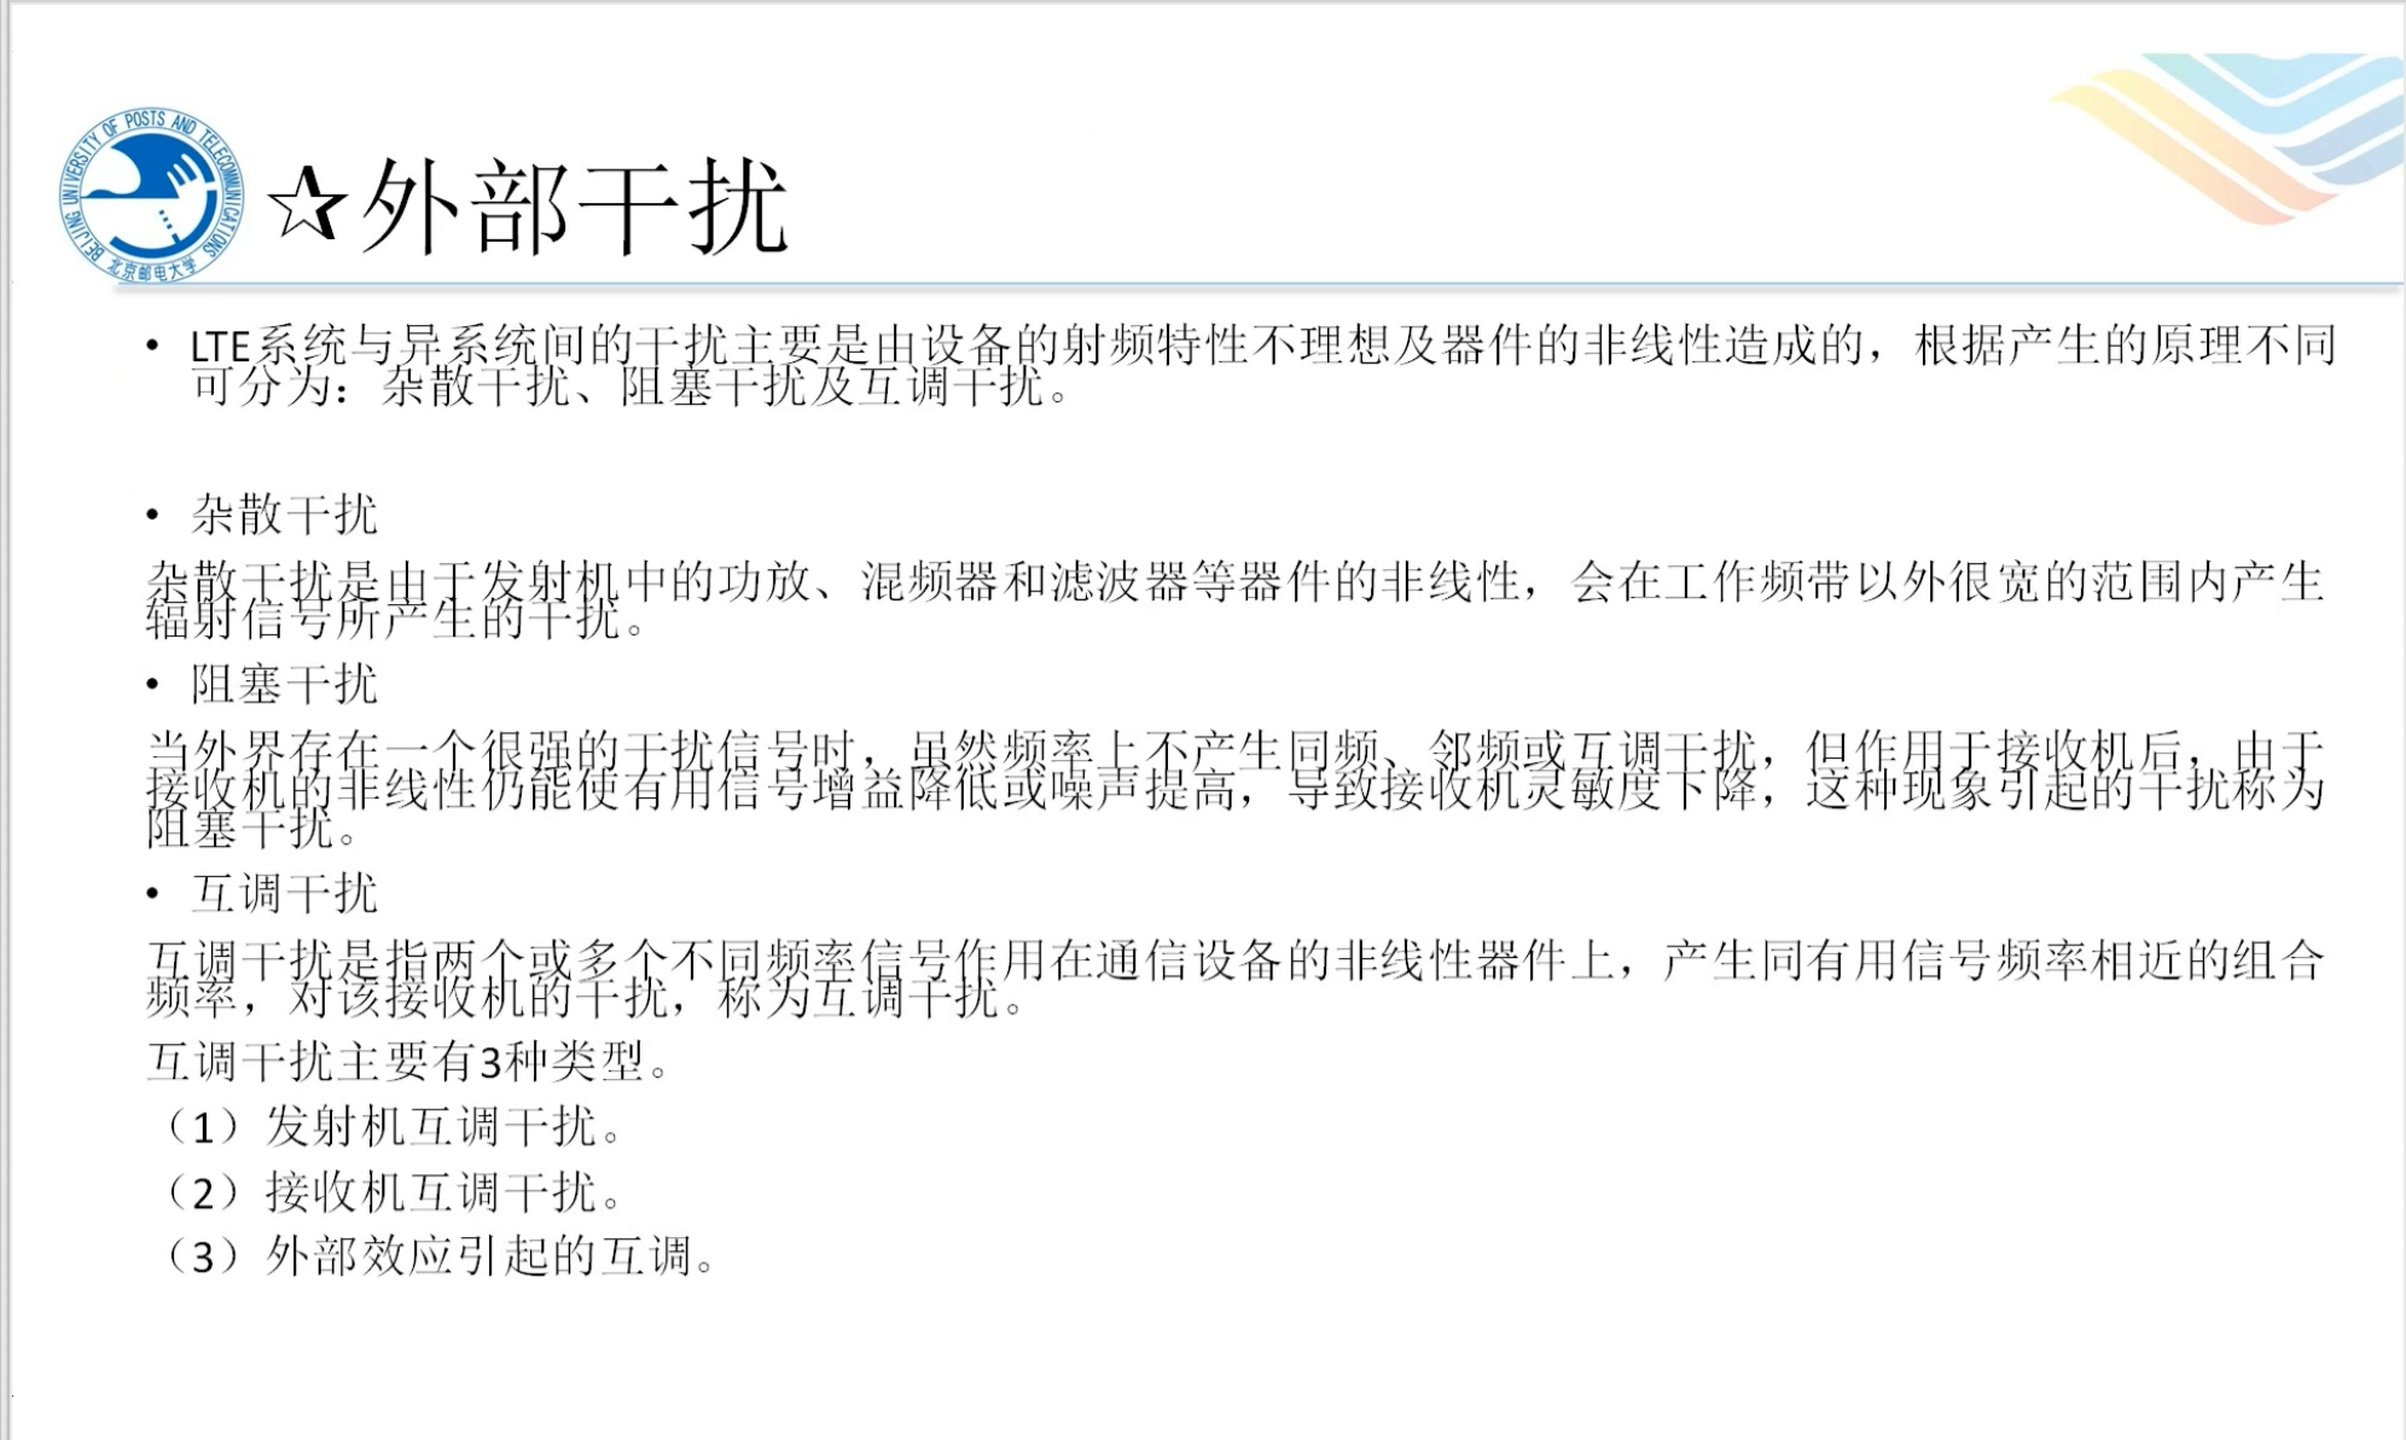 BEIJING UNIVERSITY OF POSTS AND TELECOMMUNICATIONS
北京邮电大学
☆外部干扰
• LTE系统与异系统间的干扰主要是由设备的射频特性不理想及器件的非线性造成的，根据产生的原理不同
可分为：杂散干扰、阻塞干扰及互调干扰。
• 杂散干扰
杂散干扰是由于发射机中的功放、混频器和滤波器等器件的非线性，会在工作频带以外很宽的范围内产生
辐射信号所产生的干扰。
• 阻塞干扰
当外界存在一个很强的干扰信号时，虽然频率上不产生同频、邻频或互调干扰，但作用于接收机后，由于
接收机的非线性仍能使有用信号增益降低或噪声提高，导致接收机灵敏度下降，这种现象引起的干扰称为
阻塞干扰。
• 互调干扰
互调干扰是指两个或多个不同频率信号作用在通信设备的非线性器件上，产生同有用信号频率相近的组合
频率，对该接收机的干扰，称为互调干扰。
互调干扰主要有3种类型。
（1）发射机互调干扰。
（2）接收机互调干扰。
（3）外部效应引起的互调。